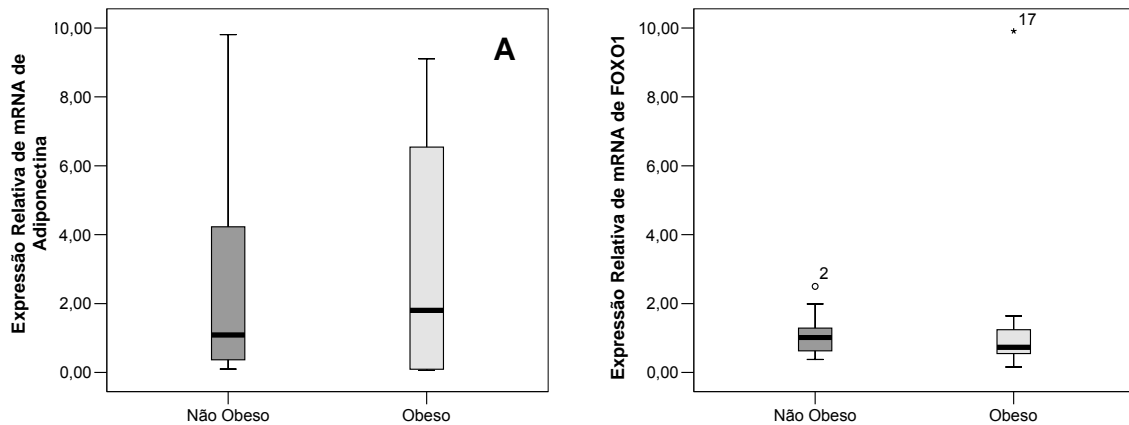 Expressão Relativa de mRNA de
Adiponectina
10,00
8,00
6,00
4,00
2,00
0,00
A
Não Obeso
Obeso
Expressão Relativa de mRNA de FOXO1
10,00
8,00
6,00
4,00
2,00
0,00
17
2
Não Obeso
Obeso